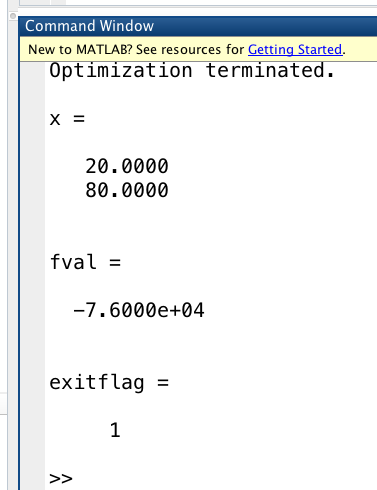 Command Window
New to MATLAB? See resources for Getting Started.
Optimization terminated.
x =
20.0000
80.0000
fval =
-7.6000e+04
exitflag =
1
>>